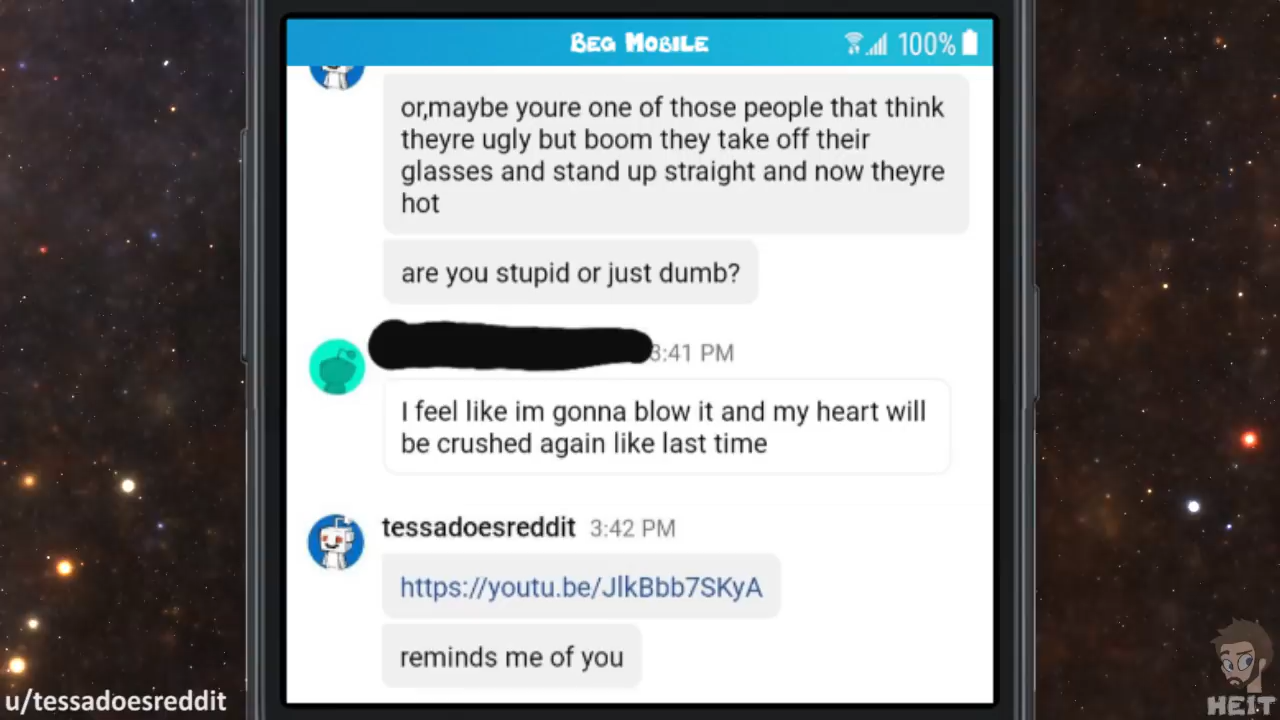 Beg Mobile
100%
or,maybe youre one of those people that think
theyre ugly but boom they take off their
glasses and stand up straight and now theyre
hot
are you stupid or just dumb?
3:41 PM
I feel like im gonna blow it and my heart will
be crushed again like last time
tessadoesreddit 3:42 PM
https://youtu.be/JlkBbb7SKyA
reminds me of you
u/tessadoesreddit
HE1T